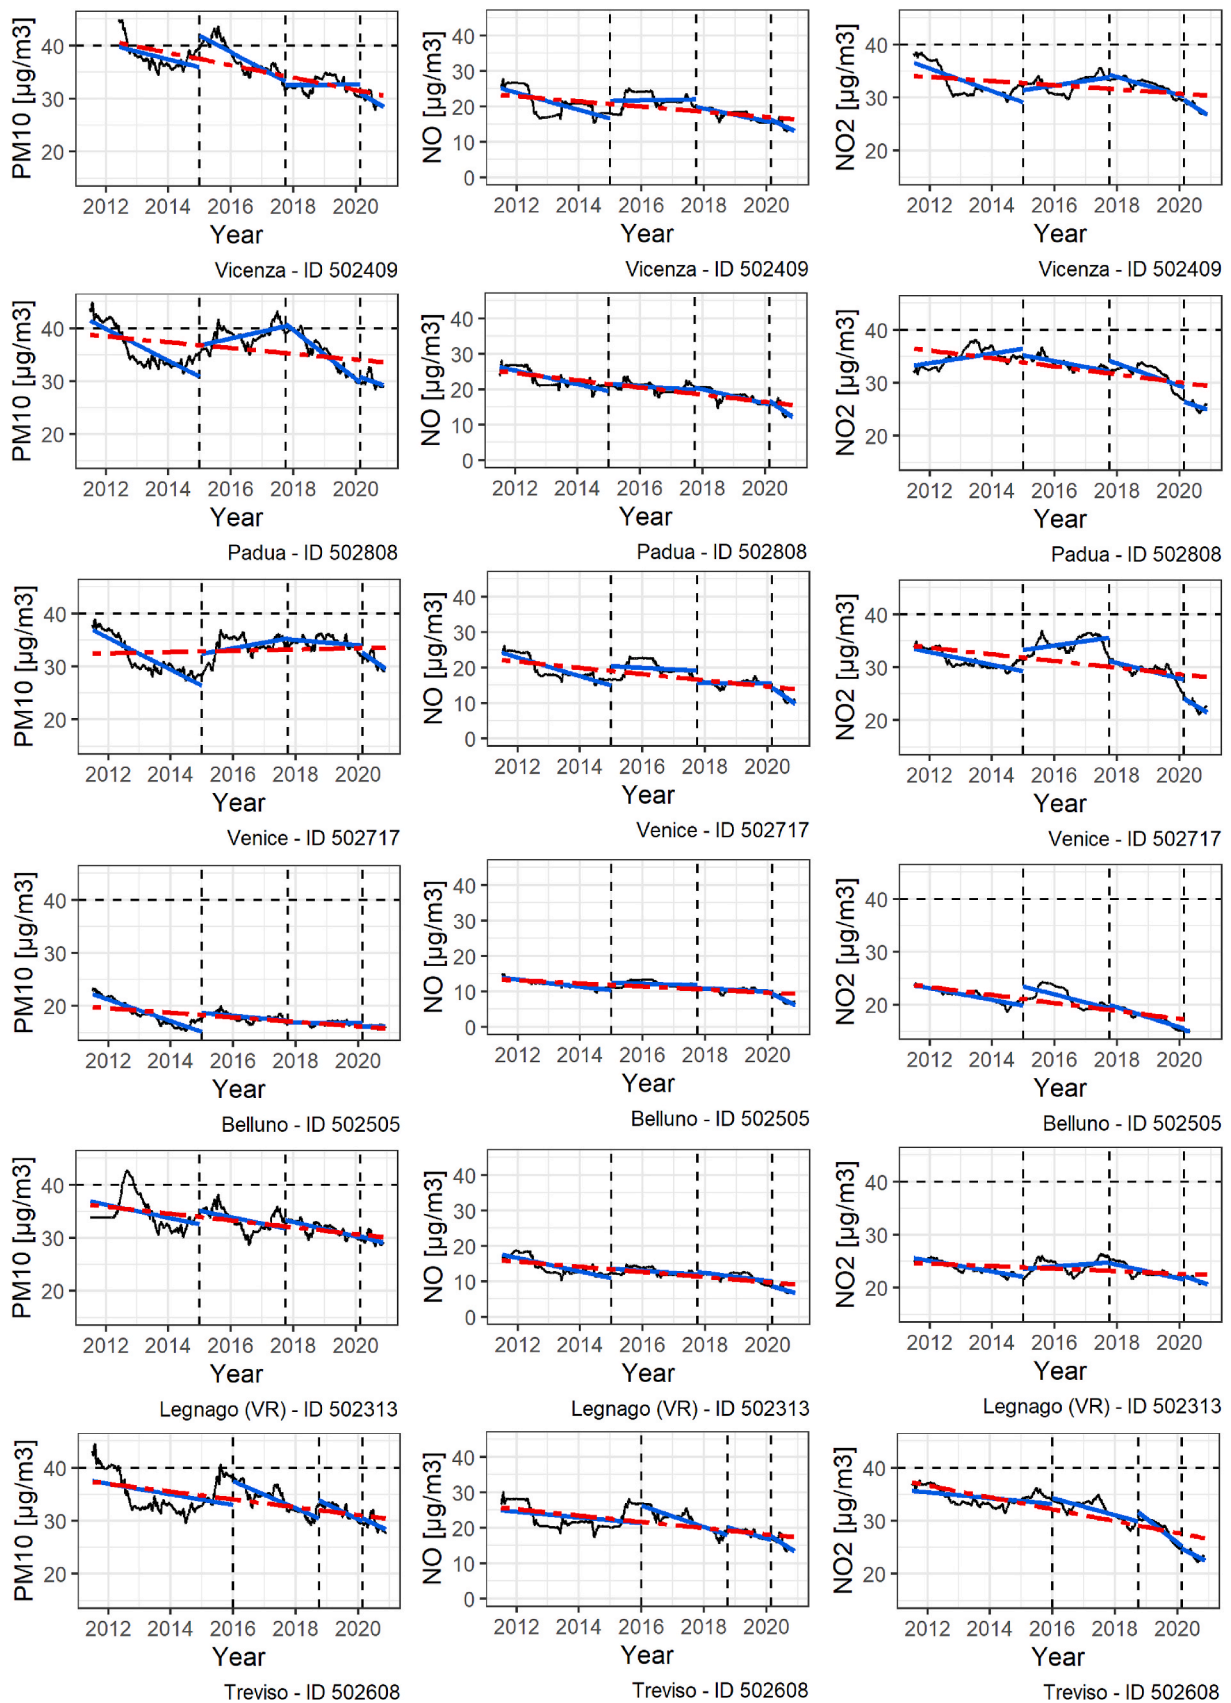 PM10 [µg/m3]
40
30
20
2012 2014 2016 2018 2020
Year
Vicenza - ID 502409
NO [µg/m3]
40
30
20
10
0
2012 2014 2016 2018 2020
Year
Vicenza - ID 502409
NO2 [µg/m3]
40
30
20
2012 2014 2016 2018 2020
Year
Vicenza - ID 502409
PM10 [µg/m3]
40
30
20
2012 2014 2016 2018 2020
Year
Padua - ID 502808
NO [µg/m3]
40
30
20
10
0
2012 2014 2016 2018 2020
Year
Padua - ID 502808
NO2 [µg/m3]
40
30
20
2012 2014 2016 2018 2020
Year
Padua - ID 502808
PM10 [µg/m3]
40
30
20
2012 2014 2016 2018 2020
Year
Venice - ID 502717
NO [µg/m3]
40
30
20
10
0
2012 2014 2016 2018 2020
Year
Venice - ID 502717
NO2 [µg/m3]
40
30
20
2012 2014 2016 2018 2020
Year
Venice - ID 502717
PM10 [µg/m3]
40
30
20
2012 2014 2016 2018 2020
Year
Belluno - ID 502505
NO [µg/m3]
40
30
20
10
0
2012 2014 2016 2018 2020
Year
Belluno - ID 502505
NO2 [µg/m3]
40
30
20
2012 2014 2016 2018 2020
Year
Belluno - ID 502505
PM10 [µg/m3]
40
30
20
2012 2014 2016 2018 2020
Year
Legnago (VR) - ID 502313
NO [µg/m3]
40
30
20
10
0
2012 2014 2016 2018 2020
Year
Legnago (VR) - ID 502313
NO2 [µg/m3]
40
30
20
2012 2014 2016 2018 2020
Year
Legnago (VR) - ID 502313
PM10 [µg/m3]
40
30
20
2012 2014 2016 2018 2020
Year
Treviso - ID 502608
NO [µg/m3]
40
30
20
10
0
2012 2014 2016 2018 2020
Year
Treviso - ID 502608
NO2 [µg/m3]
40
30
20
2012 2014 2016 2018 2020
Year
Treviso - ID 502608